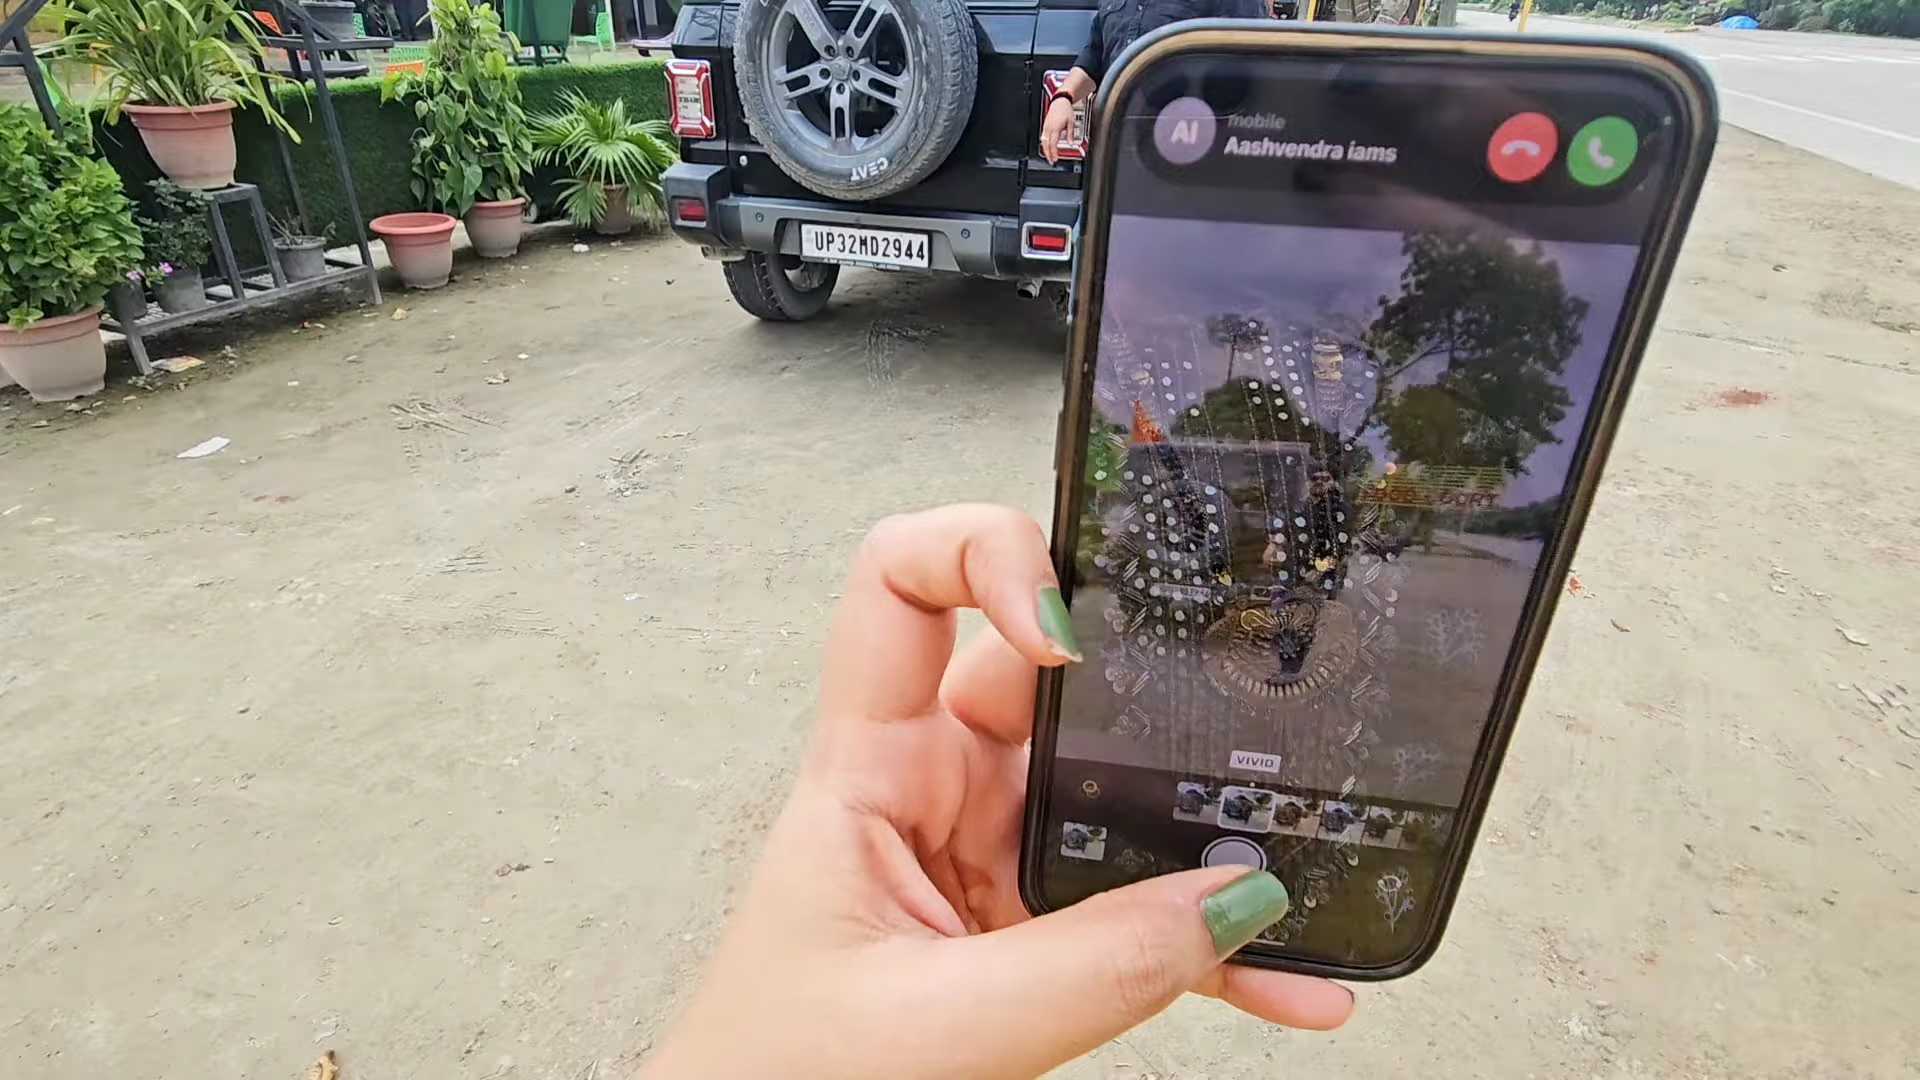 CEAT
UP32MD2944
mobile
AI
Aashvendra iams
VIVID